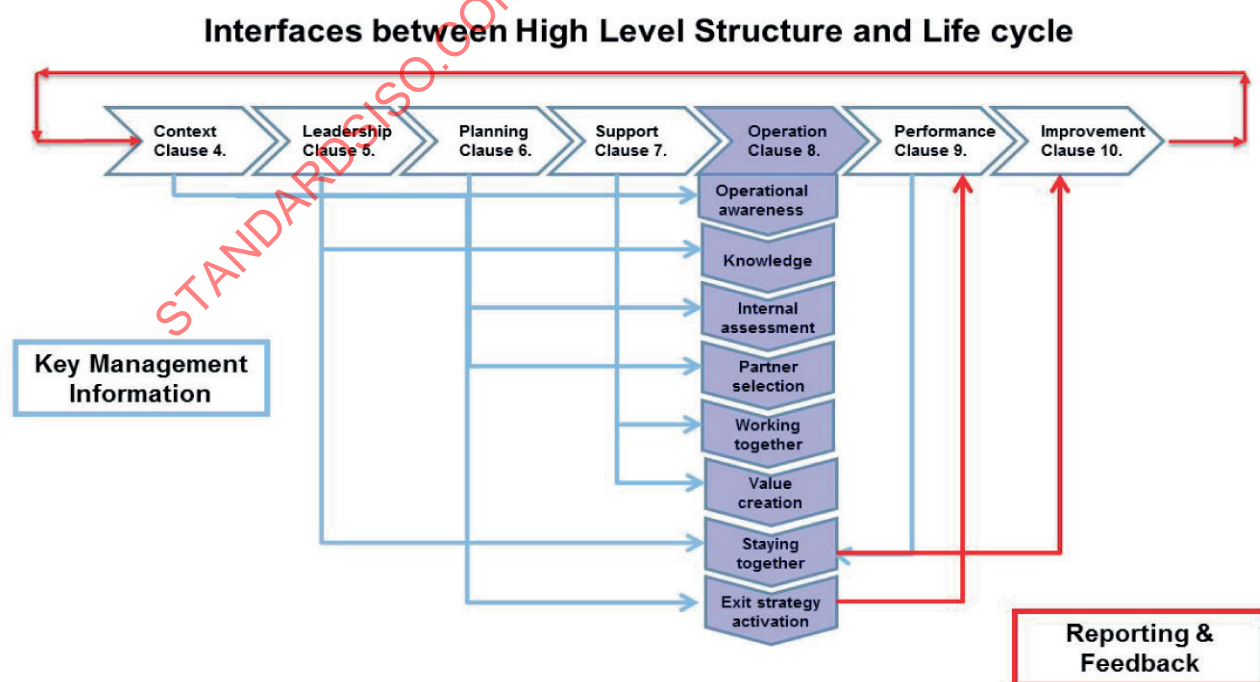 Interfaces between High Level Structure and Life cycle
Context
Clause 4.
Leadership
Clause 5.
Planning
Clause 6.
Support
Clause 7.
Operation
Clause 8.
Performance
Clause 9.
Improvement
Clause 10.
Operational
awareness
Knowledge
Internal
assessment
Partner
selection
Working
together
Value
creation
Staying
together
Exit strategy
activation
Key Management
Information
Reporting &
Feedback
STANDARDSISO.COM